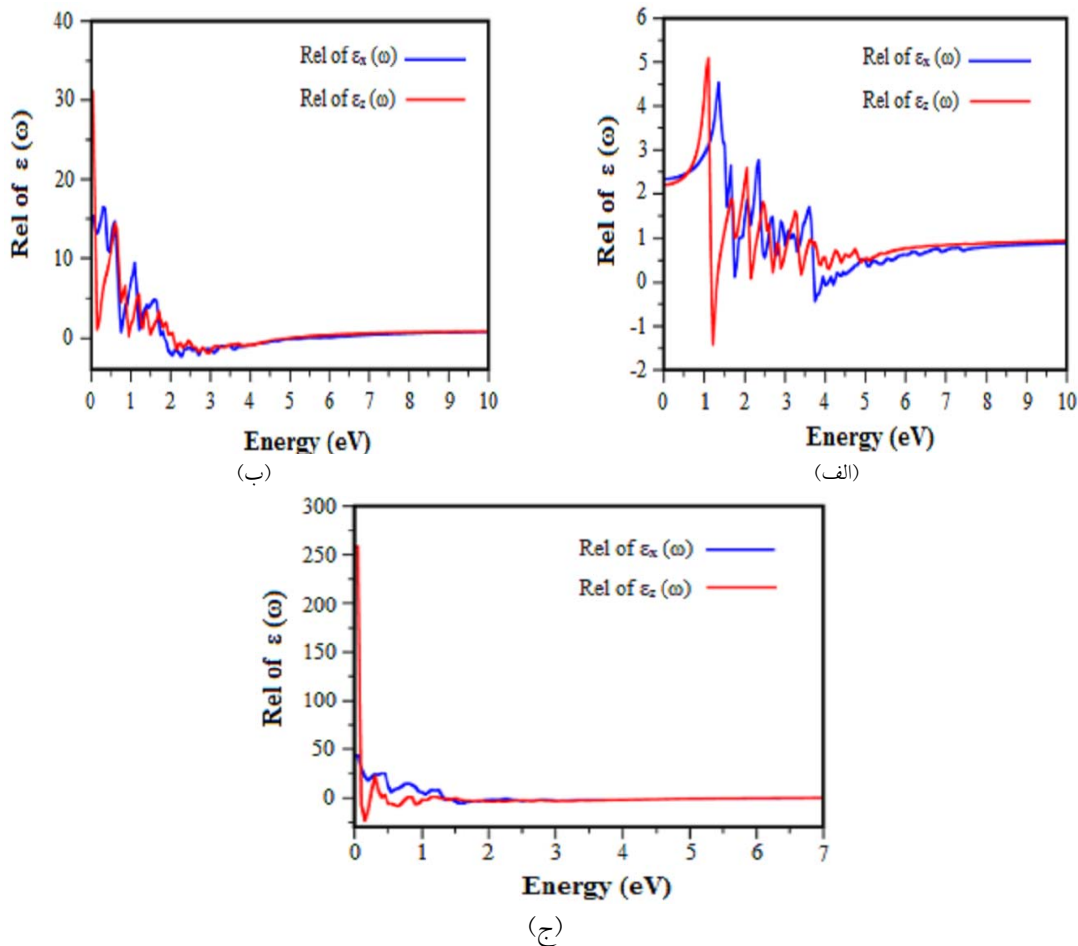 40
30
20
10
0
Rel of ε (ω)
Rel of εx (ω)
Rel of εz (ω)
0 1 2 3 4 5 6 7 8 9 10
Energy (eV)
(ب)
6
5
4
3
2
1
0
-1
-2
Rel of ε (ω)
Rel of εx (ω)
Rel of εz (ω)
0 1 2 3 4 5 6 7 8 9 10
Energy (eV)
(الف)
300
250
200
150
100
50
0
Rel of ε (ω)
Rel of εx (ω)
Rel of εz (ω)
0 1 2 3 4 5 6 7
Energy (eV)
(ج)